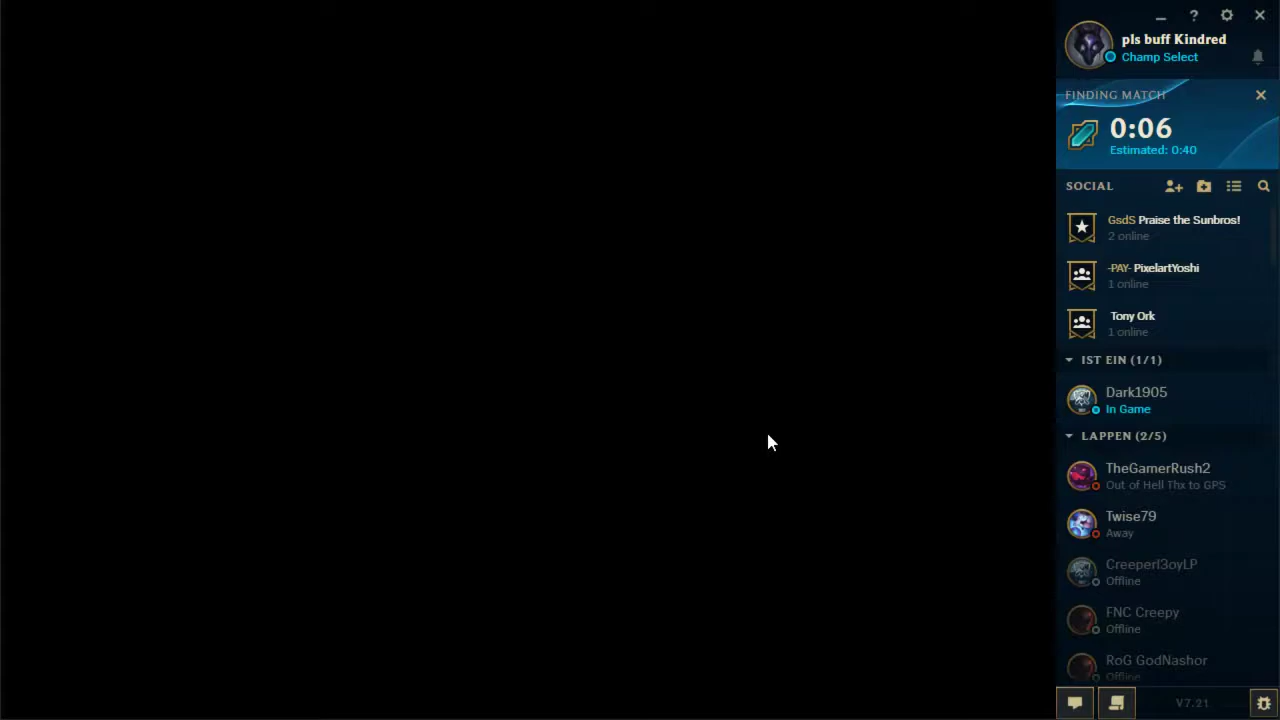 pls buff Kindred
Champ Select
FINDING MATCH
0:06
Estimated: 0:40
SOCIAL
GsdS Praise the Sunbros!
2 online
-PAY- PixelartYoshi
1 online
Tony Ork
1 online
IST EIN (1/1)
Dark1905
In Game
LAPPEN (2/5)
TheGamerRush2
Out of Hell Thx to GPS
Twise79
Away
Creeperl3oyLP
Offline
FNC Creepy
Offline
RoG GodNashor
Offline
V7.21